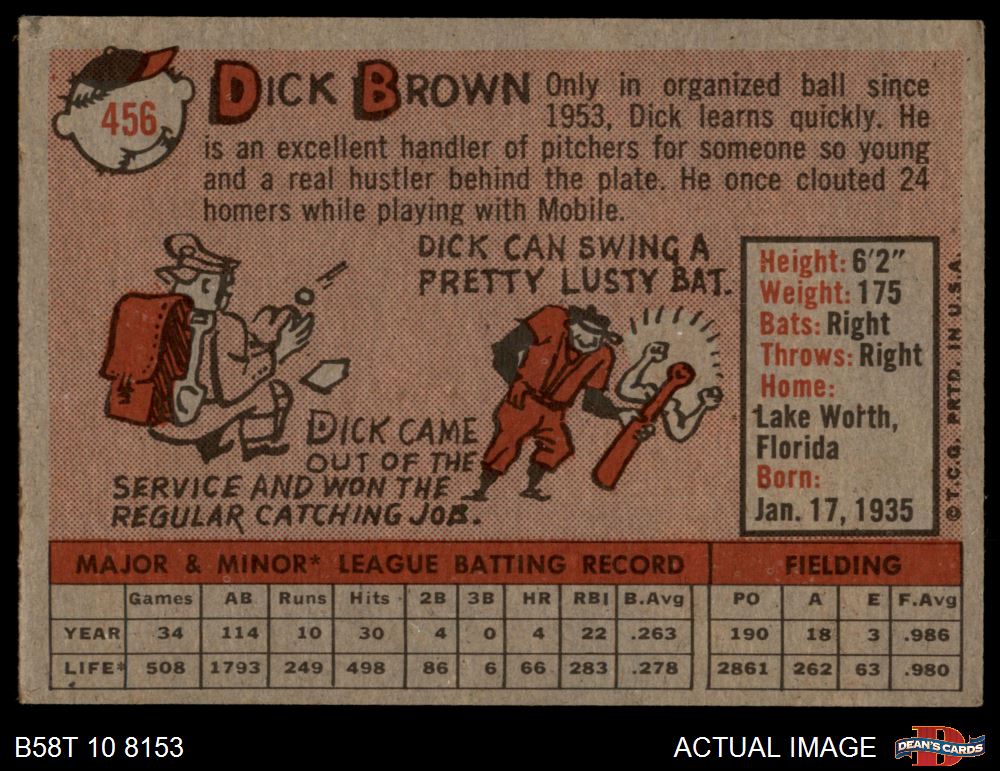 456
DICK BROWN
Only in organized ball since
1953, Dick learns quickly. He
is an excellent handler of pitchers for someone so young
and a real hustler behind the plate. He once clouted 24
homers while playing with Mobile.
DICK CAN SWING A
PRETTY LUSTY BAT.
DICK CAME
OUT OF THE
SERVICE AND WON THE
REGULAR CATCHING JOB.
Height: 6'2"
Weight: 175
Bats: Right
Throws: Right
Home:
Lake Worth,
Florida
Born:
Jan. 17, 1935
© T.C.G. PRTD. IN U.S.A.
MAJOR & MINOR* LEAGUE BATTING RECORD FIELDING
Games AB Runs Hits 2B 3B HR RBI B.Avg PO A E F.Avg
YEAR 34 114 10 30 4 0 4 22 .263 190 18 3 .986
LIFE* 508 1793 249 498 86 6 66 283 .278 2861 262 63 .980
B58T 10 8153
ACTUAL IMAGE
DEAN'S CARDS